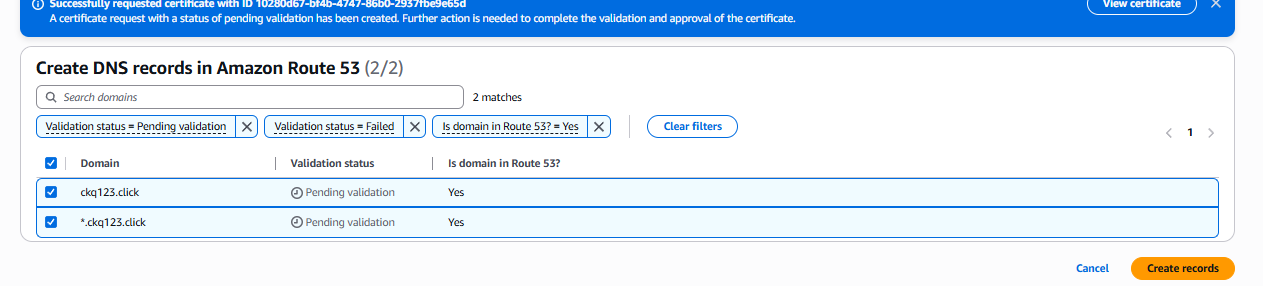 Successfully requested certificate with ID 10280d67-bf4b-4747-86b0-2937fbe9e65d
View certificate
A certificate request with a status of pending validation has been created. Further action is needed to complete the validation and approval of the certificate.
Create DNS records in Amazon Route 53 (2/2)
Search domains
2 matches
Validation status = Pending validation
Validation status = Failed
Is domain in Route 53? = Yes
Clear filters
1
Domain Validation status Is domain in Route 53?
ckq123.click Pending validation Yes
*.ckq123.click Pending validation Yes
Cancel Create records